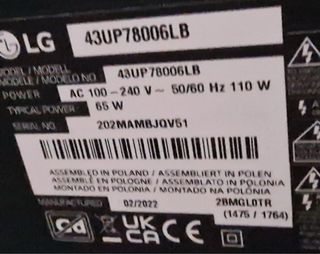 LG 43UP78006LB
MODEL / MODELL
MODELE / MODELO NO. 43UP78006LB
POWER AC 100 - 240 V ~ 50/60 Hz 110 W
TYPICAL POWER 65 W
SERIAL NO. 202MAMBJQV51
ASSEMBLED IN POLAND / ASSEMBLIERT IN POLEN
ASSEMBLÉ EN POLOGNE / ASSEMBLATO IN POLONIA
MONTADO EN POLONIA / MONTADO NA POLÓNIA
MANUFACTURED 02/2022 2BMGL0TR
(1475 / 1764)
UK
CA CE